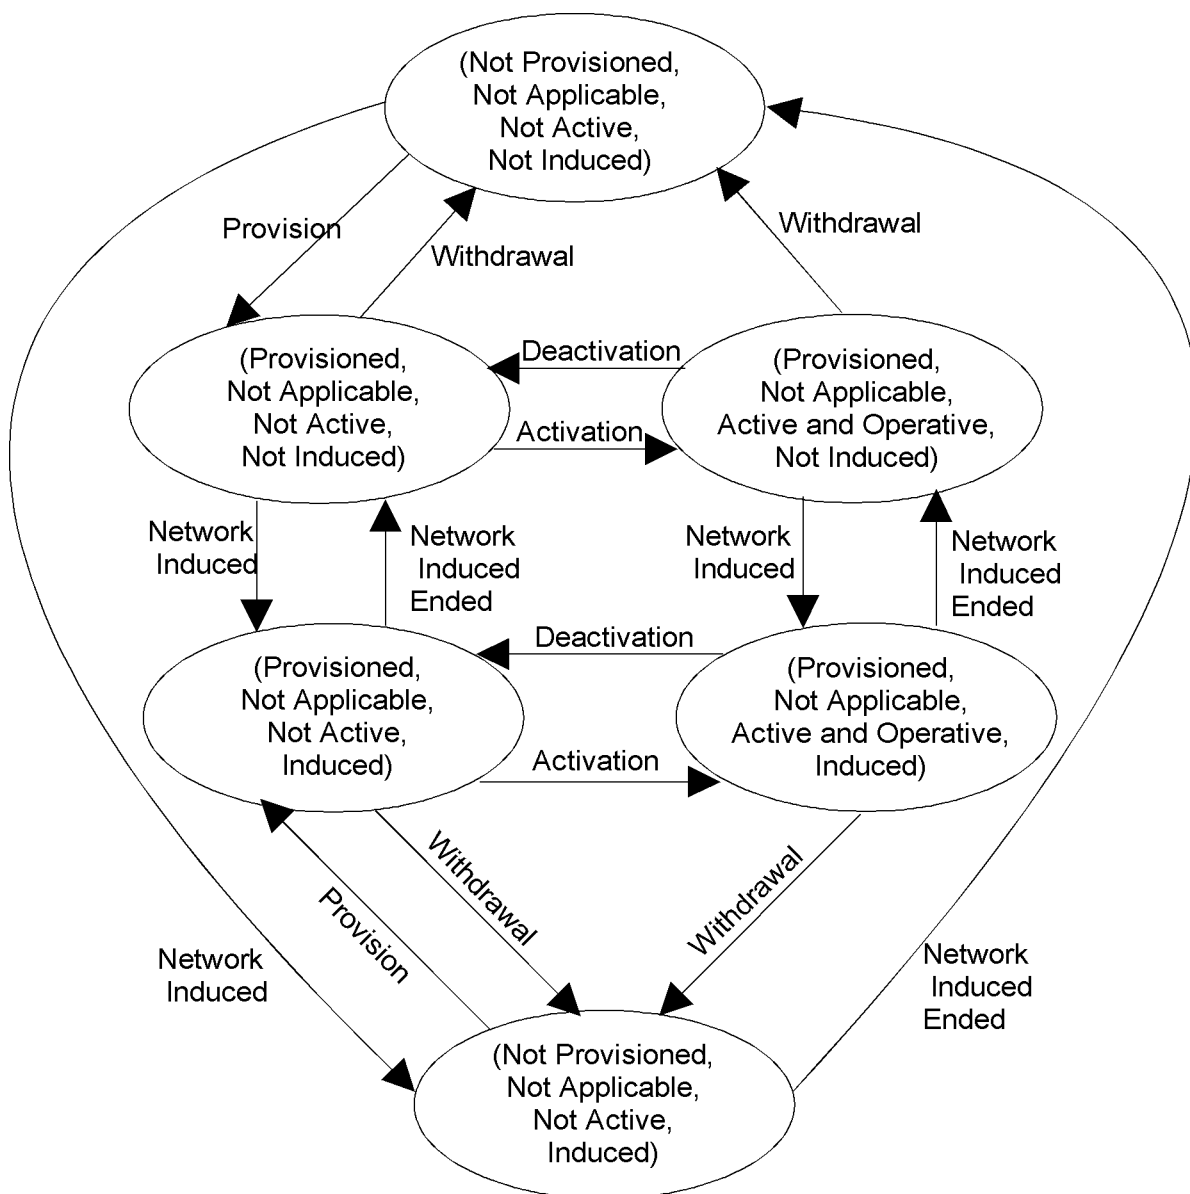 (Not Provisioned,
Not Applicable,
Not Active,
Not Induced)
Provision
Withdrawal
Withdrawal
(Provisioned,
Not Applicable,
Not Active,
Not Induced)
Deactivation
Activation
(Provisioned,
Not Applicable,
Active and Operative,
Not Induced)
Network
Induced
Network
Induced
Ended
Network
Induced
Network
Induced
Ended
(Provisioned,
Not Applicable,
Not Active,
Induced)
Deactivation
Activation
(Provisioned,
Not Applicable,
Active and Operative,
Induced)
Withdrawal
Provision
Withdrawal
Network
Induced
Network
Induced
Ended
(Not Provisioned,
Not Applicable,
Not Active,
Induced)